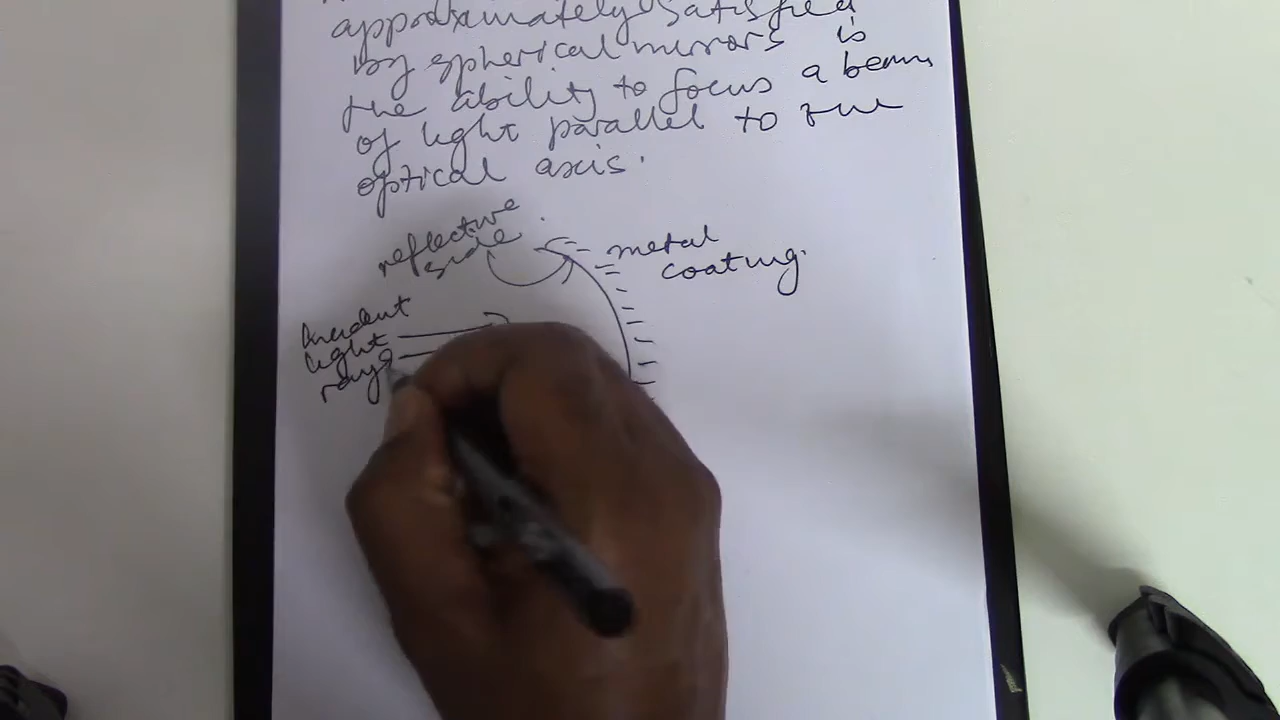 approximately satisfied
by spherical mirrors is
the ability to focus a beam
of light parallel to the
optical axis.
reflective
side
metal
coating.
Incident
light
rays